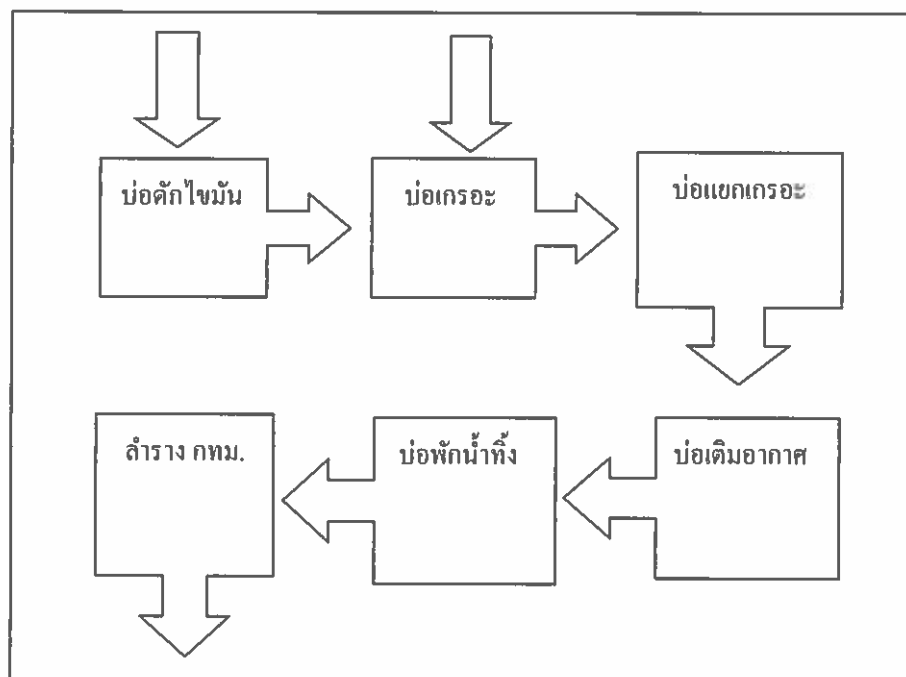 บ่อดักไขมัน
บ่อเกรอะ
บ่อแยกเกรอะ
ลำราง กทม.
บ่อพักน้ำทิ้ง
บ่อเติมอากาศ